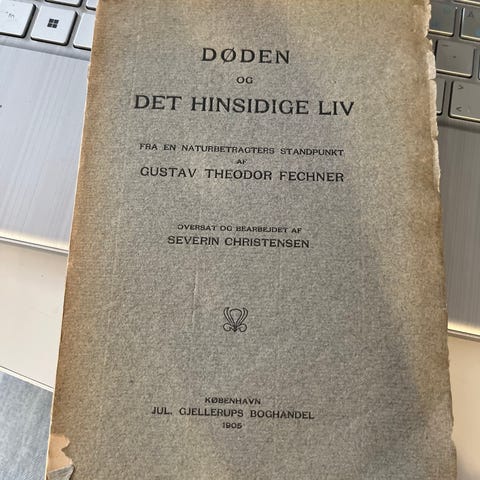 DØDEN
OG
DET HINSIDIGE LIV
FRA EN NATURBETRAGTERS STANDPUNKT
AF
GUSTAV THEODOR FECHNER
OVERSAT OG BEARBEJDET AF
SEVERIN CHRISTENSEN
KØBENHAVN
JUL. GJELLERUPS BOGHANDEL
1905